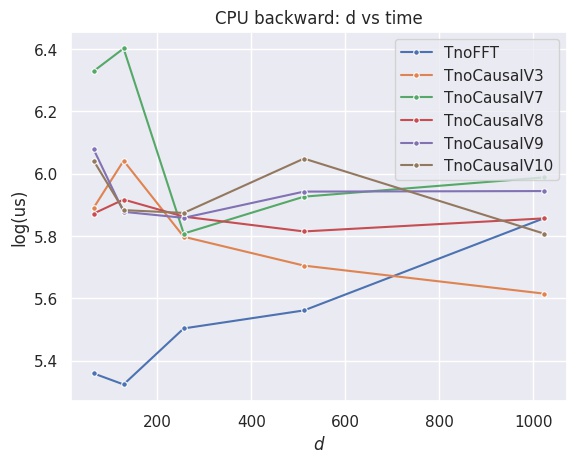 CPU backward: d vs time
TnoFFT
TnoCausalV3
TnoCausalV7
TnoCausalV8
TnoCausalV9
TnoCausalV10
log(us)
6.4
6.2
6.0
5.8
5.6
5.4
200 400 600 800 1000
d